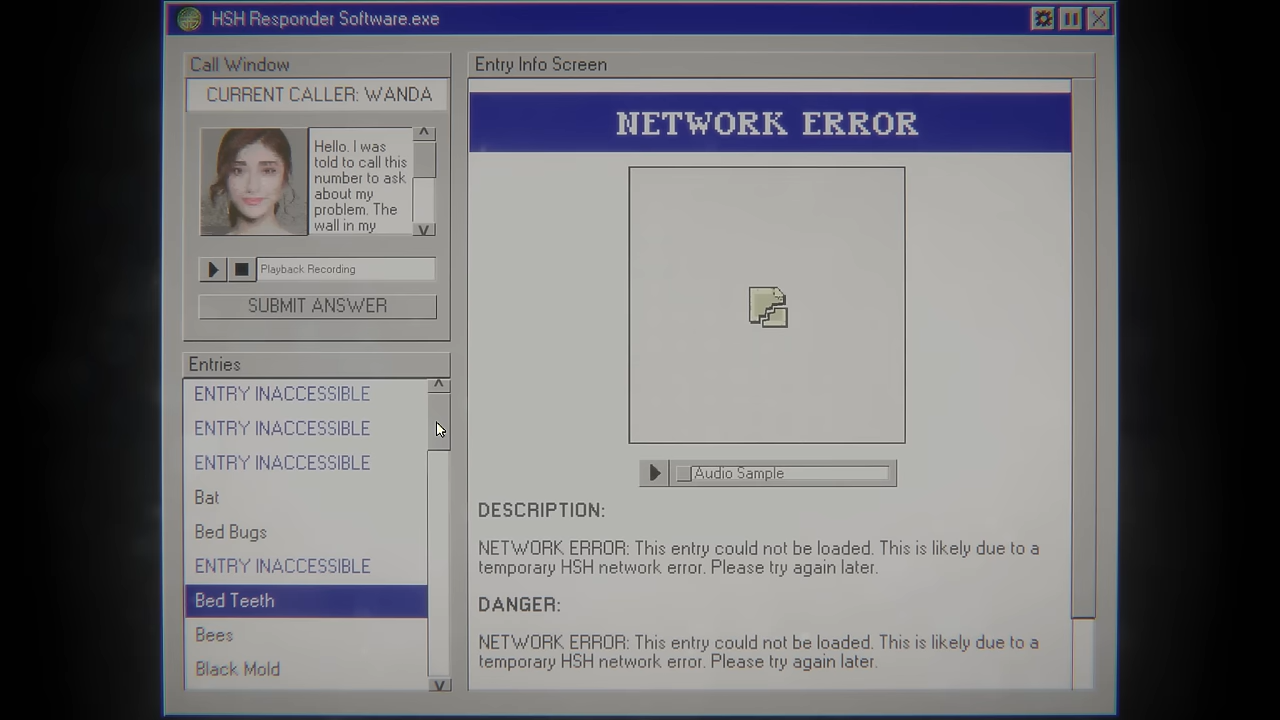 HSH Responder Software.exe
Call Window
CURRENT CALLER: WANDA
Hello. I was
told to call this
number to ask
about my
problem. The
wall in my
Playback Recording
SUBMIT ANSWER
Entries
ENTRY INACCESSIBLE
ENTRY INACCESSIBLE
ENTRY INACCESSIBLE
Bat
Bed Bugs
ENTRY INACCESSIBLE
Bed Teeth
Bees
Black Mold
Entry Info Screen
NETWORK ERROR
Audio Sample
DESCRIPTION:
NETWORK ERROR: This entry could not be loaded. This is likely due to a
temporary HSH network error. Please try again later.
DANGER:
NETWORK ERROR: This entry could not be loaded. This is likely due to a
temporary HSH network error. Please try again later.